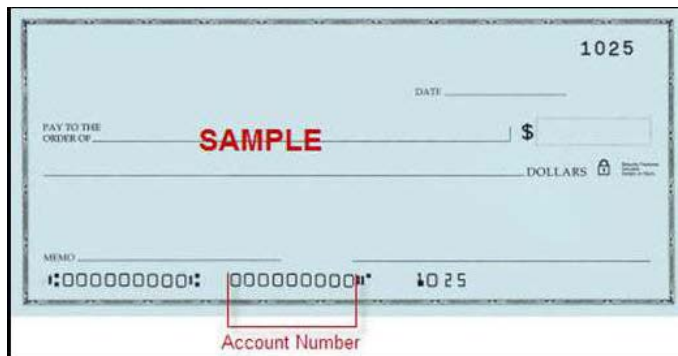 1025
DATE
PAY TO THE
ORDER OF
SAMPLE
$
DOLLARS
MEMO
⑆000000000⑆ 000000000⑈ 1025
Account Number